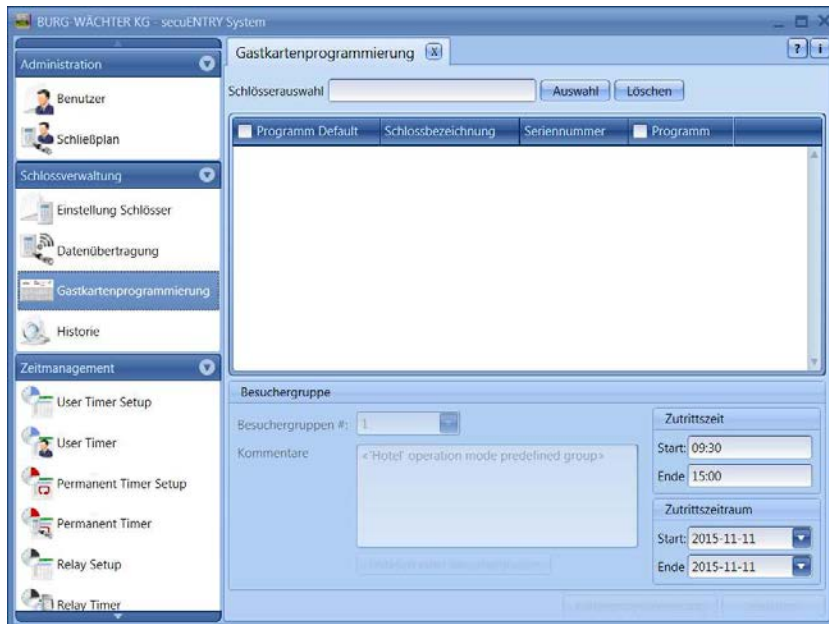 BURG-WÄCHTER KG - secuENTRY System
Administration
Benutzer
Schließplan
Schlossverwaltung
Einstellung Schlösser
Datenübertragung
Gastkartenprogrammierung
Historie
Zeitmanagement
User Timer Setup
User Timer
Permanent Timer Setup
Permanent Timer
Relay Setup
Relay Timer
Gastkartenprogrammierung X
? i
Schlösserauswahl Auswahl Löschen
Programm Default Schlossbezeichnung Seriennummer Programm
Besuchergruppe
Besuchergruppen #: 1
Kommentare
<'Hotel' operation mode predefined group>
Zutrittszeit
Start: 09:30
Ende 15:00
Zutrittszeitraum
Start: 2015-11-11
Ende 2015-11-11